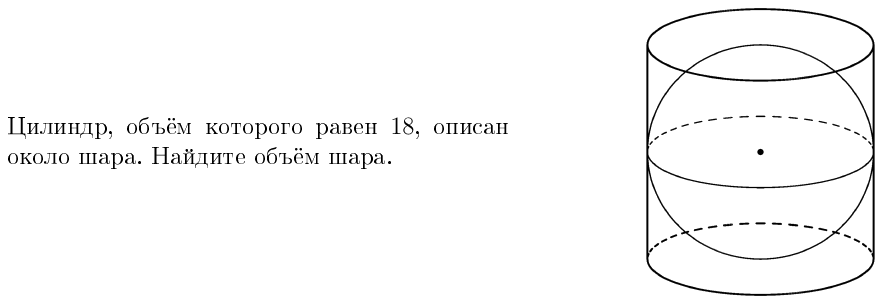 Цилиндр, объём которого равен 18, описан
около шара. Найдите объём шара.